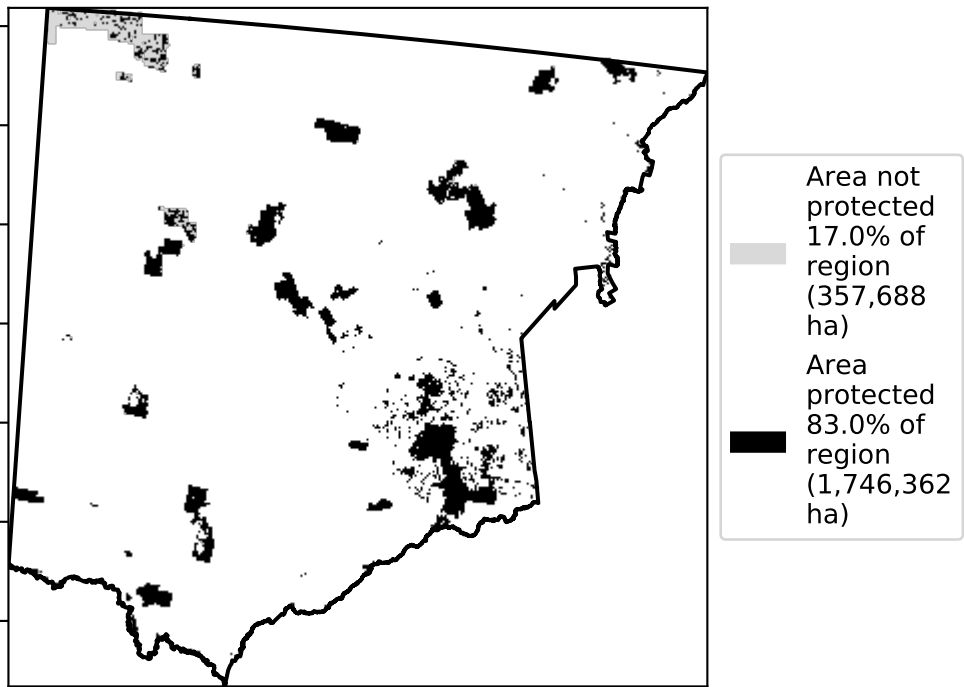 Area not
protected
17.0% of
region
(357,688
ha)
Area
protected
83.0% of
region
(1,746,362
ha)